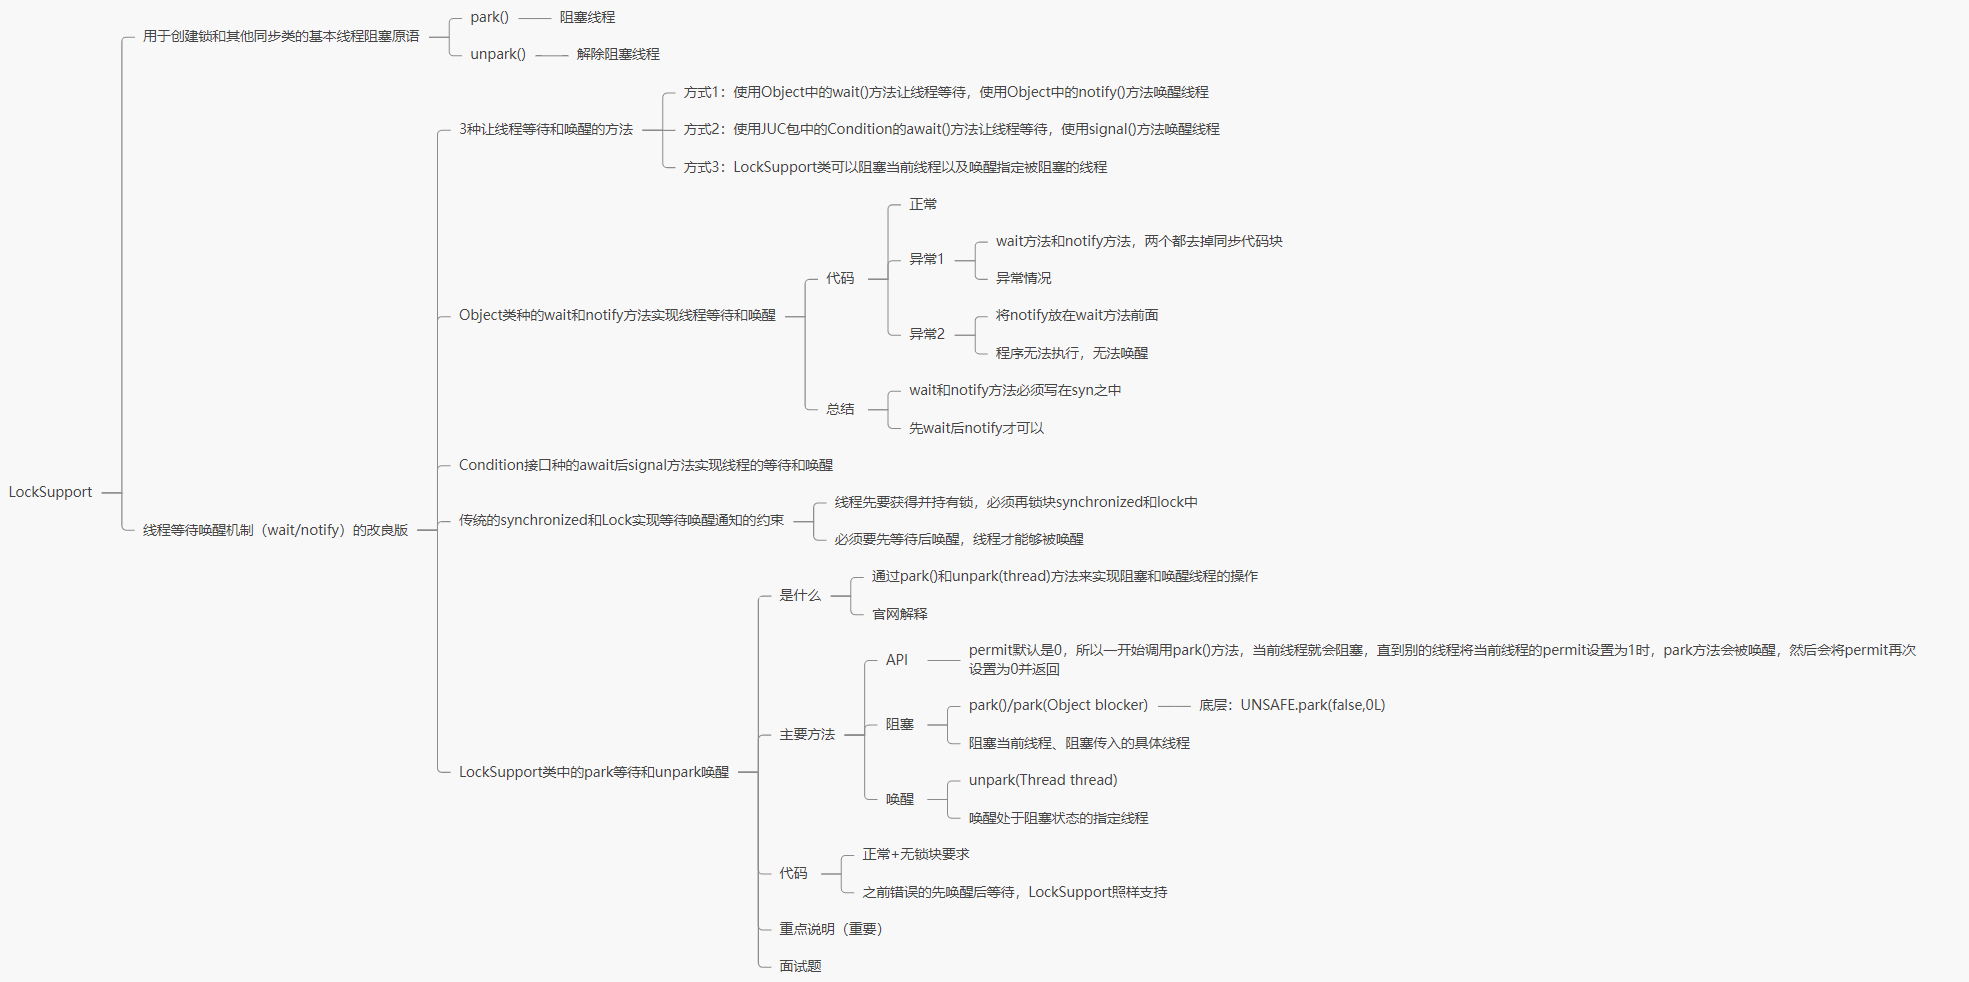 LockSupport
用于创建锁和其他同步类的基本线程阻塞原语
park()
阻塞线程
unpark()
解除阻塞线程
线程等待唤醒机制（wait/notify）的改良版
3种让线程等待和唤醒的方法
方式1：使用Object中的wait()方法让线程等待，使用Object中的notify()方法唤醒线程
方式2：使用JUC包中的Condition的await()方法让线程等待，使用signal()方法唤醒线程
方式3：LockSupport类可以阻塞当前线程以及唤醒指定被阻塞的线程
Object类种的wait和notify方法实现线程等待和唤醒
代码
正常
异常1
wait方法和notify方法，两个都去掉同步代码块
异常情况
异常2
将notify放在wait方法前面
程序无法执行，无法唤醒
总结
wait和notify方法必须写在syn之中
先wait后notify才可以
Condition接口种的await后signal方法实现线程的等待和唤醒
传统的synchronized和Lock实现等待唤醒通知的约束
线程先要获得并持有锁，必须再锁块synchronized和lock中
必须要先等待后唤醒，线程才能够被唤醒
LockSupport类中的park等待和unpark唤醒
是什么
通过park()和unpark(thread)方法来实现阻塞和唤醒线程的操作
官网解释
主要方法
API
permit默认是0，所以一开始调用park()方法，当前线程就会阻塞，直到别的线程将当前线程的permit设置为1时，park方法会被唤醒，然后会将permit再次
设置为0并返回
阻塞
park()/park(Object blocker)
底层：UNSAFE.park(false,0L)
阻塞当前线程、阻塞传入的具体线程
唤醒
unpark(Thread thread)
唤醒处于阻塞状态的指定线程
代码
正常+无锁块要求
之前错误的先唤醒后等待，LockSupport照样支持
重点说明（重要）
面试题